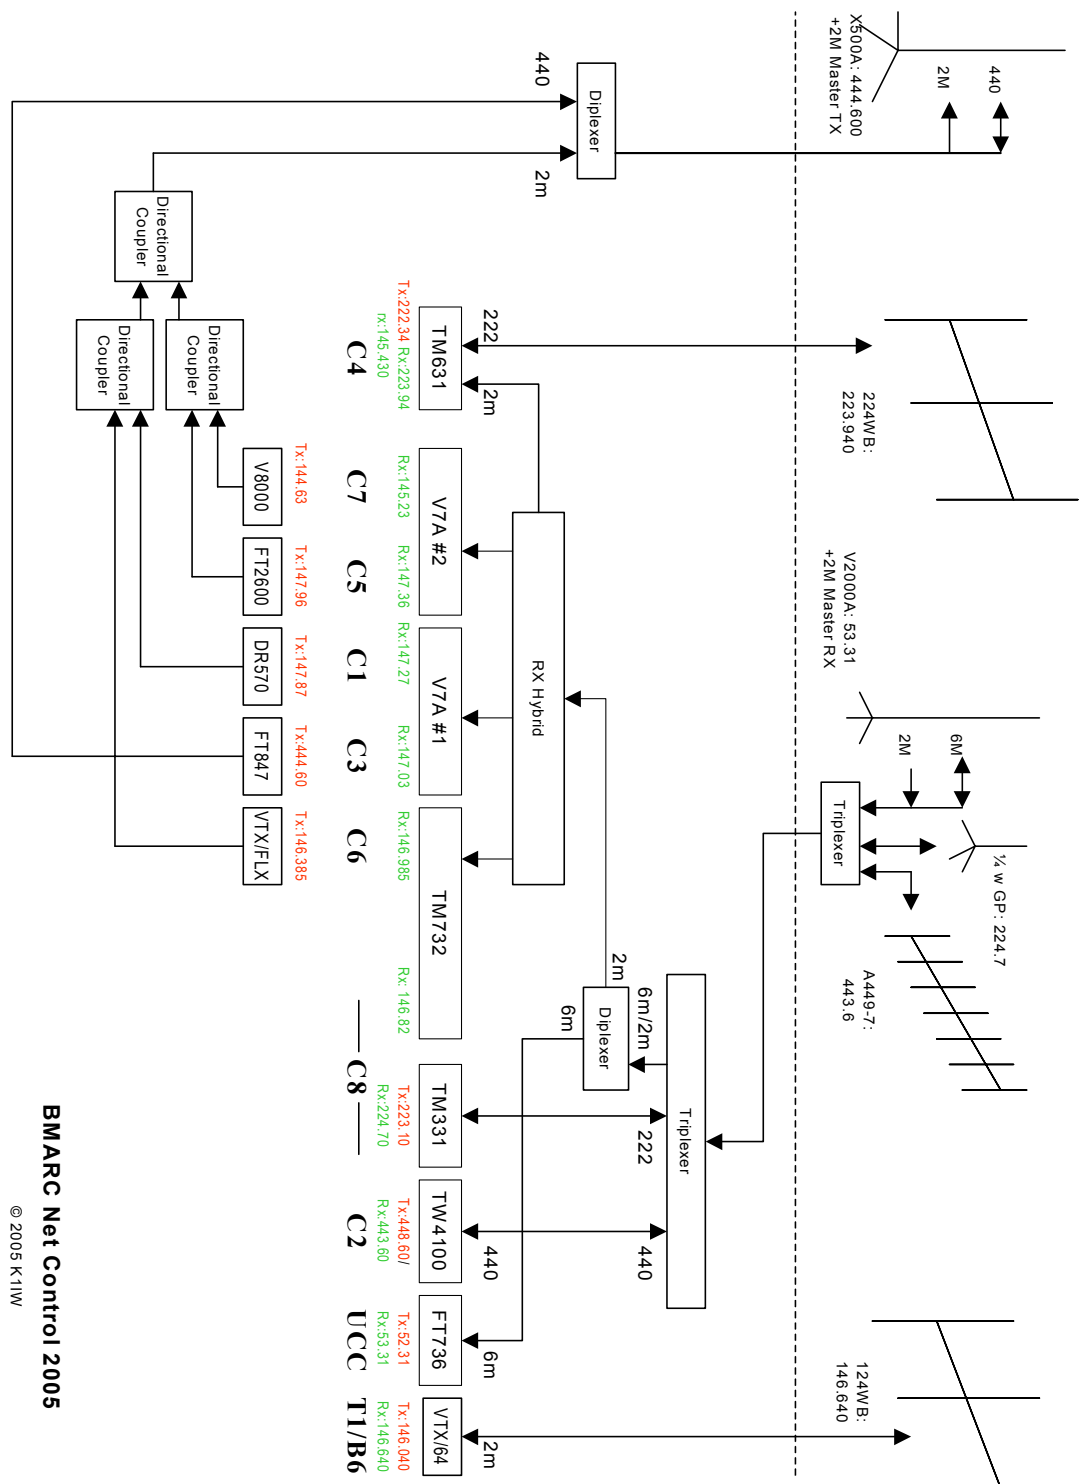 X500A: 444.600
+2M Master TX
2M
440
224WB:
223.940
V2000A: 53.31
+2M Master RX
2M
6M
¼ w GP: 224.7
A449-7:
443.6
124WB:
146.640
Triplexer
Diplexer
440
2m
Triplexer
6m/2m
222
440
Diplexer
2m
6m
RX Hybrid
222
2m
440
6m
2m
TM631
V7A #2
V7A #1
TM732
TM331
TW4100
FT736
VTX/64
Tx:222.34 Rx:223.94
rx:145.430
Rx:145.23
Rx:147.36
Rx:147.27
Rx:147.03
Rx:146.985
Rx: 146.82
Tx:223.10
Rx:224.70
Tx:448.60/
Rx:443.60
Tx:52.31
Rx:53.31
Tx:146.040
Rx:146.640
C4
C7
C5
C1
C3
C6
C8
C2
UCC
T1/B6
Tx:144.63
Tx:147.96
Tx:147.87
Tx:444.60
Tx:146.385
V8000
FT2600
DR570
FT847
VTX/FLX
Directional
Coupler
Directional
Coupler
Directional
Coupler
BMARC Net Control 2005
© 2005 K1IW